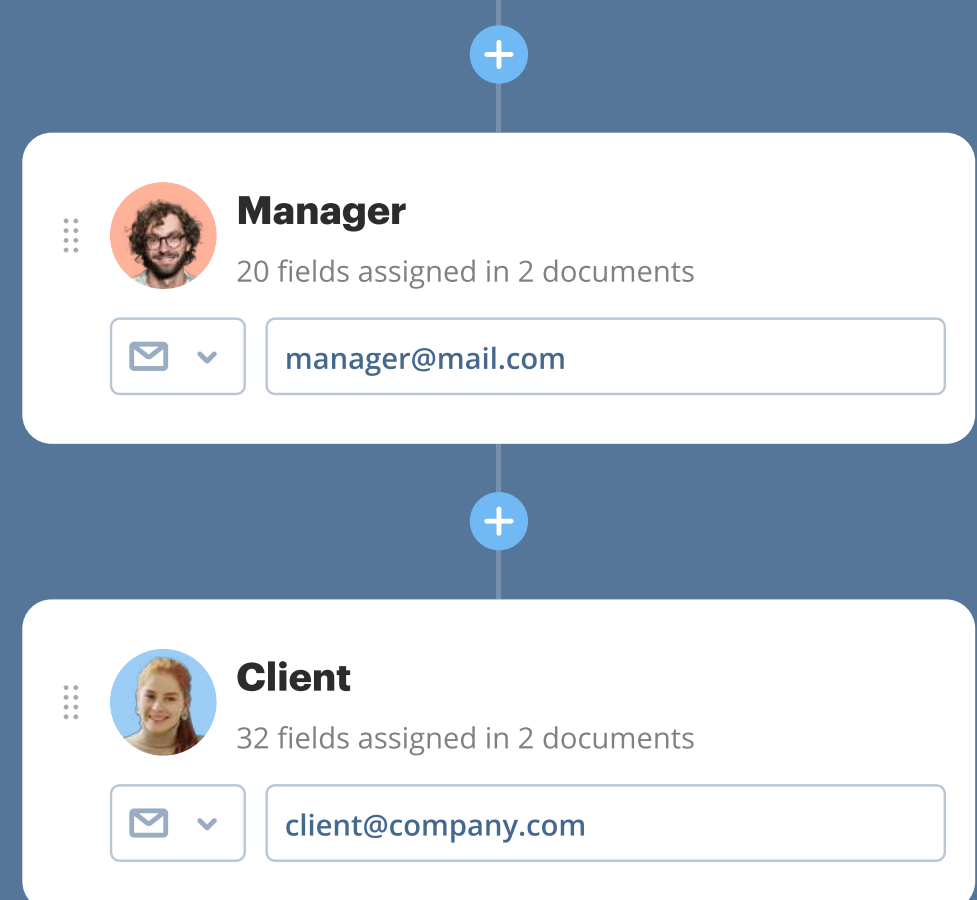 Manager
20 fields assigned in 2 documents
manager@mail.com
Client
32 fields assigned in 2 documents
client@company.com